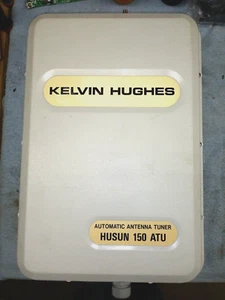 KELVIN HUGHES
AUTOMATIC ANTENNA TUNER
HUSUN 150 ATU